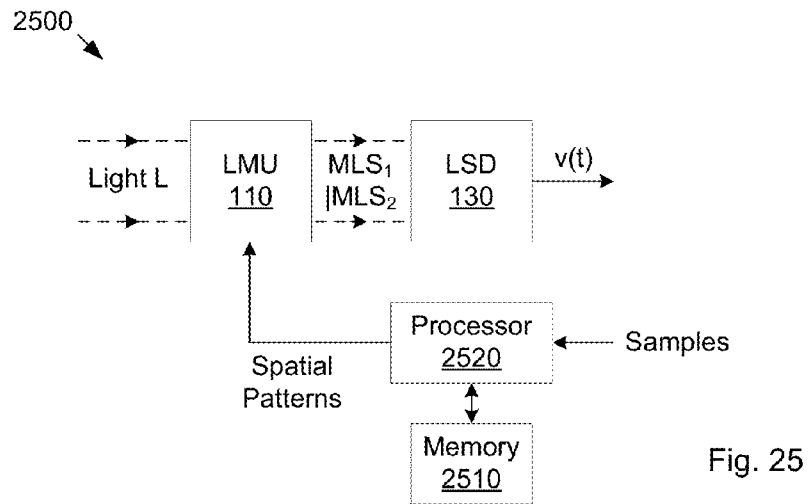 2500
Light L
LMU
110
MLS₁
|MLS₂
LSD
130
v(t)
Processor
2520
Samples
Spatial
Patterns
Memory
2510
Fig. 25